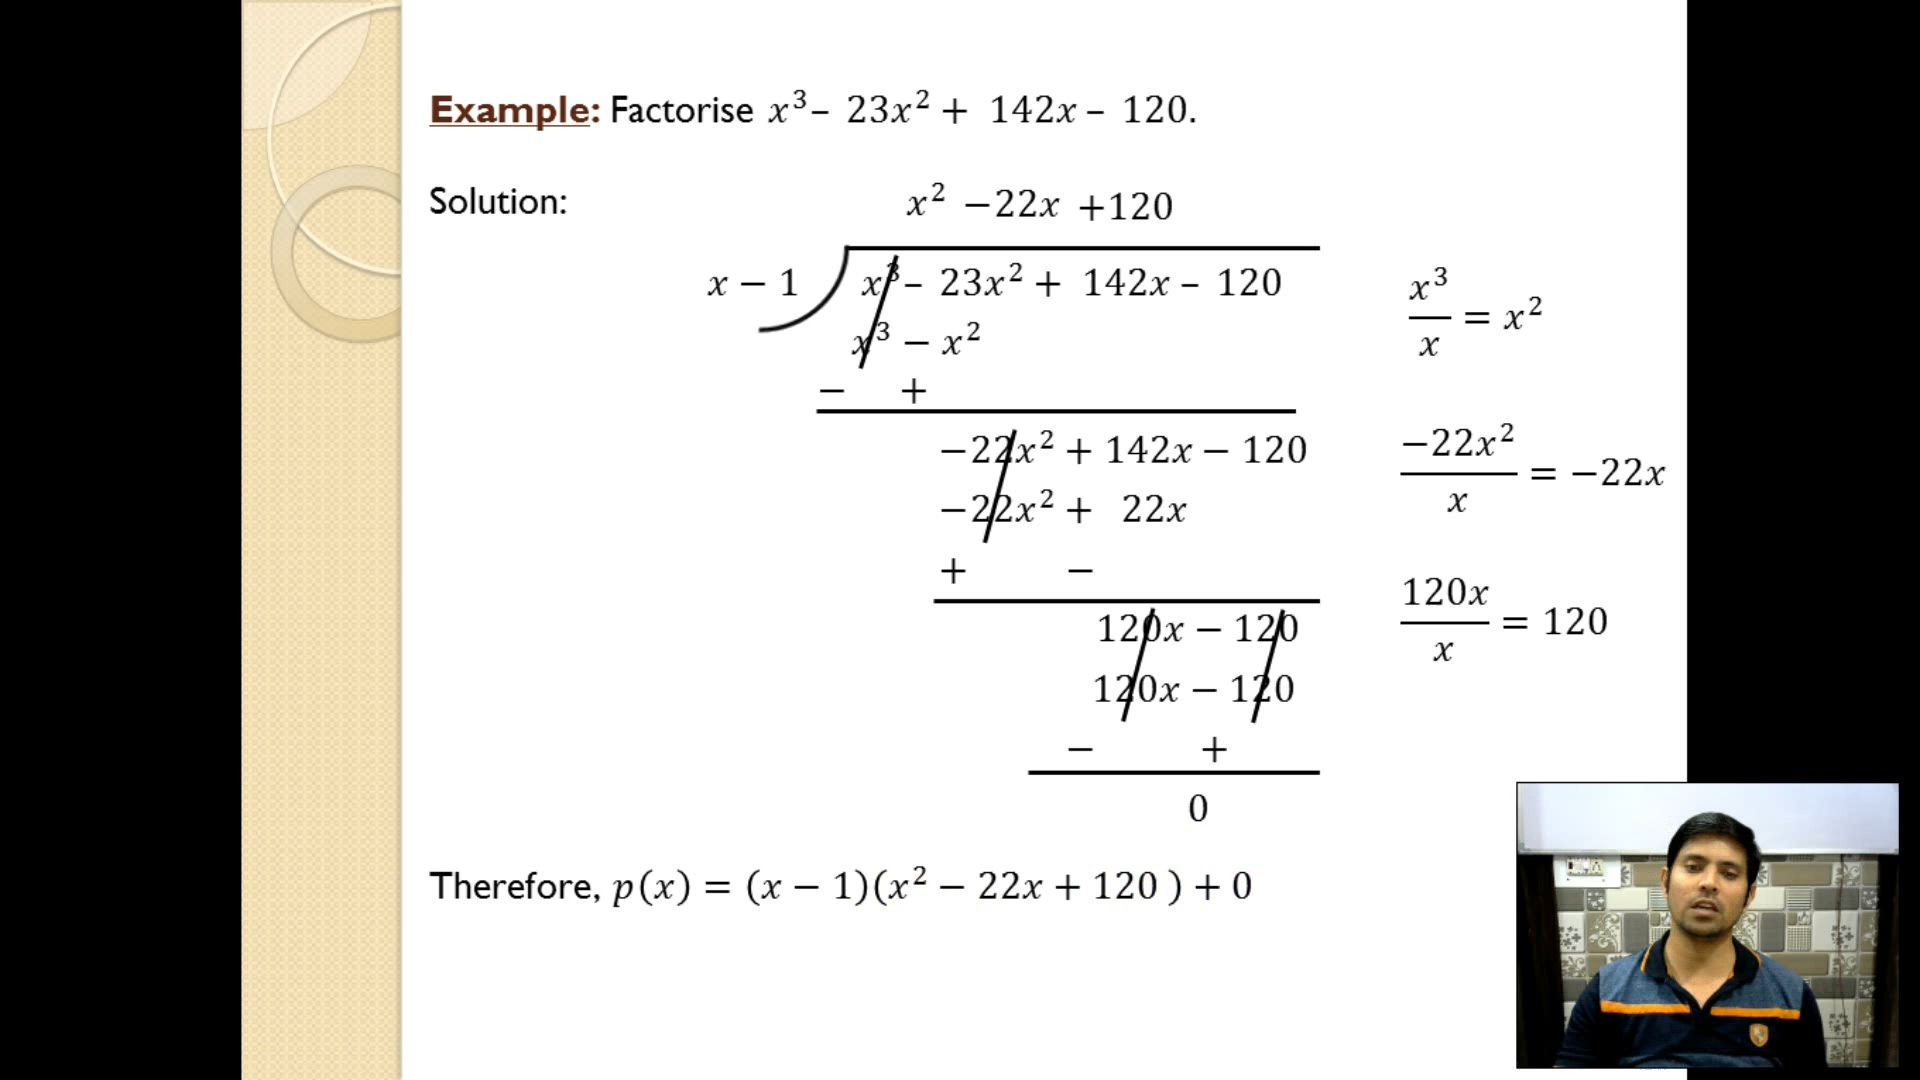 Example: Factorise x³– 23x² + 142x – 120.
Solution:
x² −22x +120
x − 1
x³– 23x² + 142x – 120
x³ − x²
− +
−22x² + 142x − 120
−22x² + 22x
+ −
120x − 120
120x − 120
− +
0
x³/x = x²
−22x²/x = −22x
120x/x = 120
Therefore, p(x) = (x − 1)(x² − 22x + 120 ) + 0